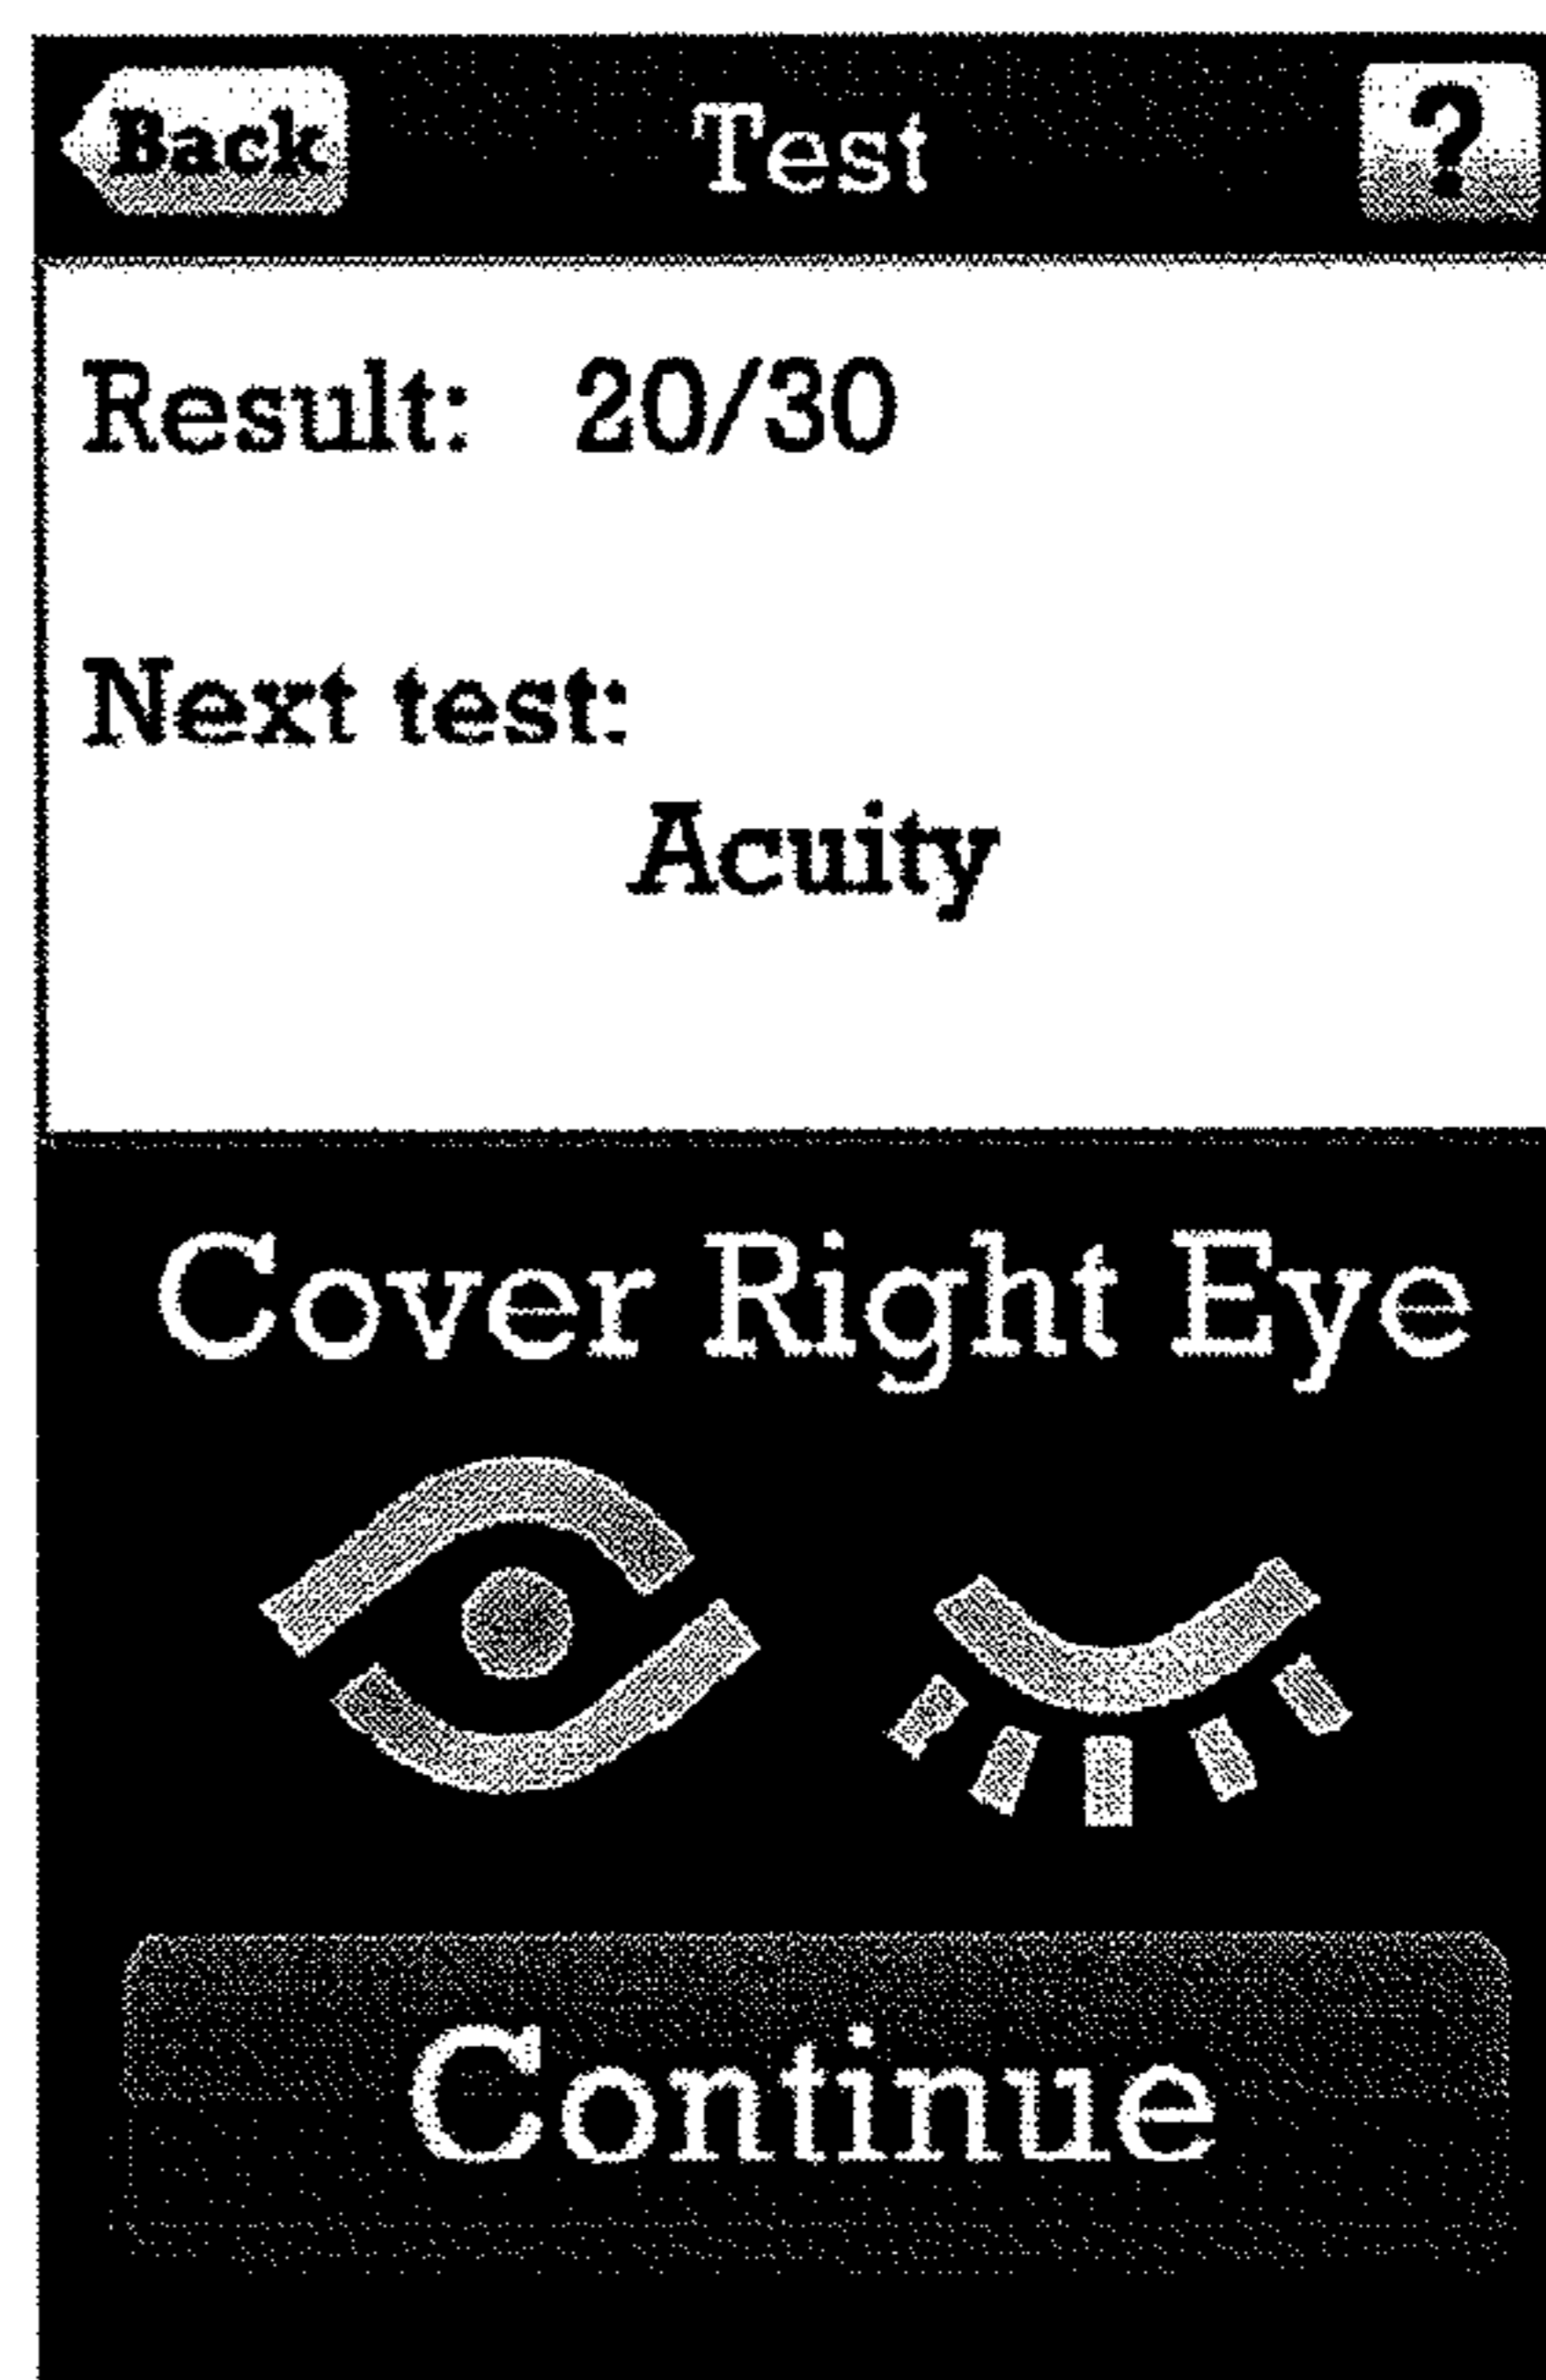 Back Test ?
Result: 20/30
Next test:
Acuity
Cover Right Eye
Continue